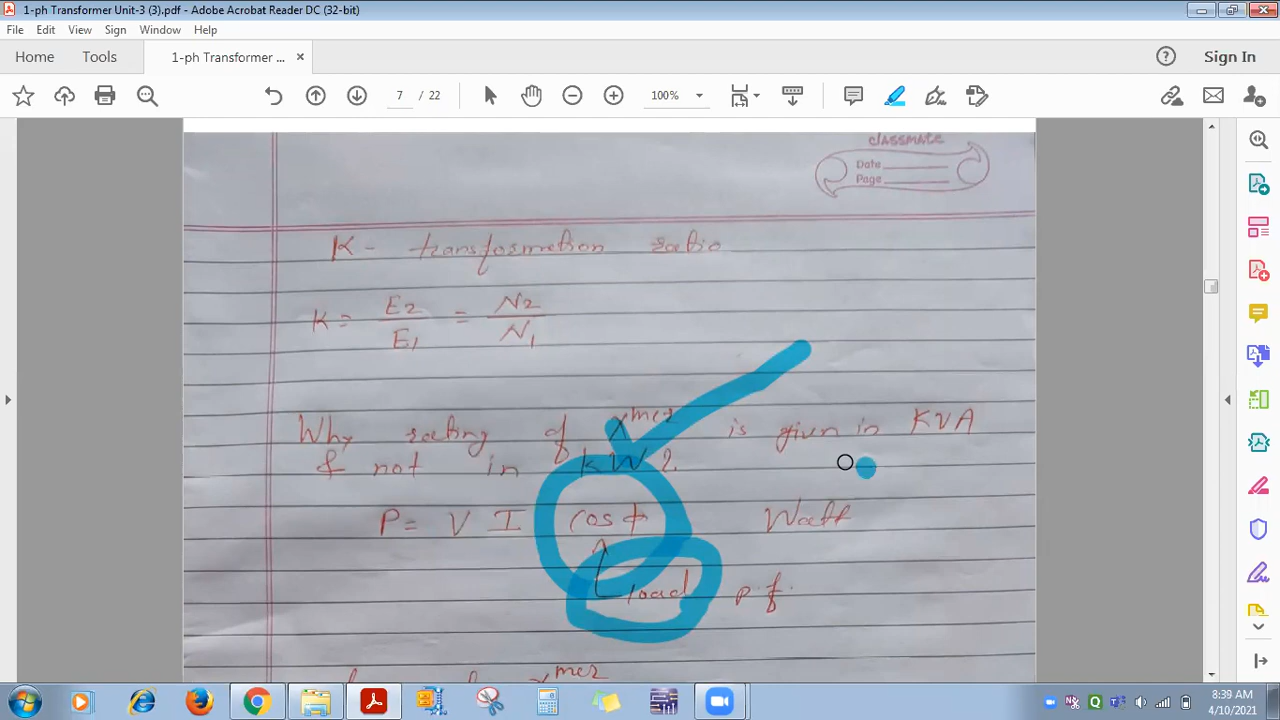 1-ph Transformer Unit-3 (3).pdf - Adobe Acrobat Reader DC (32-bit)
File Edit View Sign Window Help
Home Tools 1-ph Transformer ... × Sign In
7 / 22 100%
classmate
Date
Page
K - transformation ratio
K = E2 / E1 = N2 / N1
Why rating of Xmer is given in KVA
& not in kW ?
P = V I cos ϕ Watt
load p.f.
Xmer
8:39 AM
4/10/2021